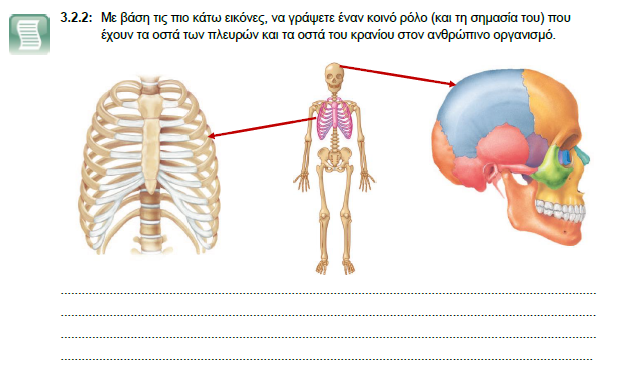 3.2.2: Με βάση τις πιο κάτω εικόνες, να γράψετε έναν κοινό ρόλο (και τη σημασία του) που
έχουν τα οστά των πλευρών και τα οστά του κρανίου στον ανθρώπινο οργανισμό.